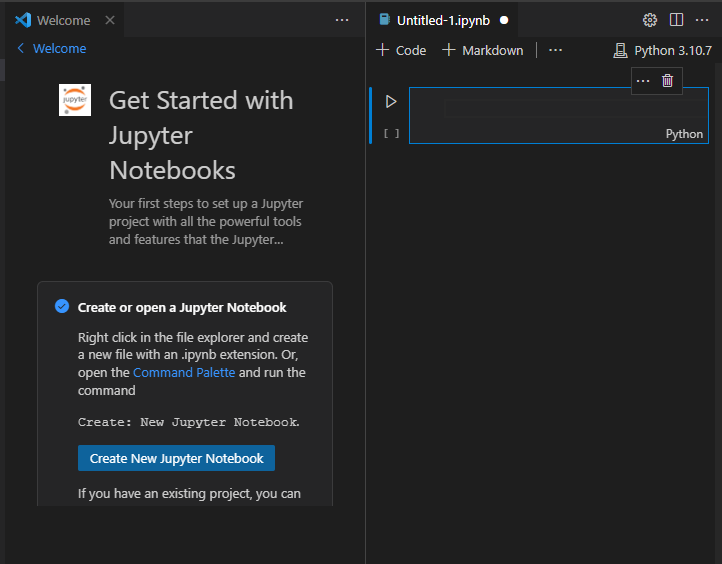 Welcome
Welcome
jupyter
Get Started with
Jupyter
Notebooks
Your first steps to set up a Jupyter
project with all the powerful tools
and features that the Jupyter...
Create or open a Jupyter Notebook
Right click in the file explorer and create
a new file with an .ipynb extension. Or,
open the Command Palette and run the
command
Create: New Jupyter Notebook.
Create New Jupyter Notebook
If you have an existing project, you can
Untitled-1.ipynb
+ Code + Markdown ... Python 3.10.7
...
[ ]
Python